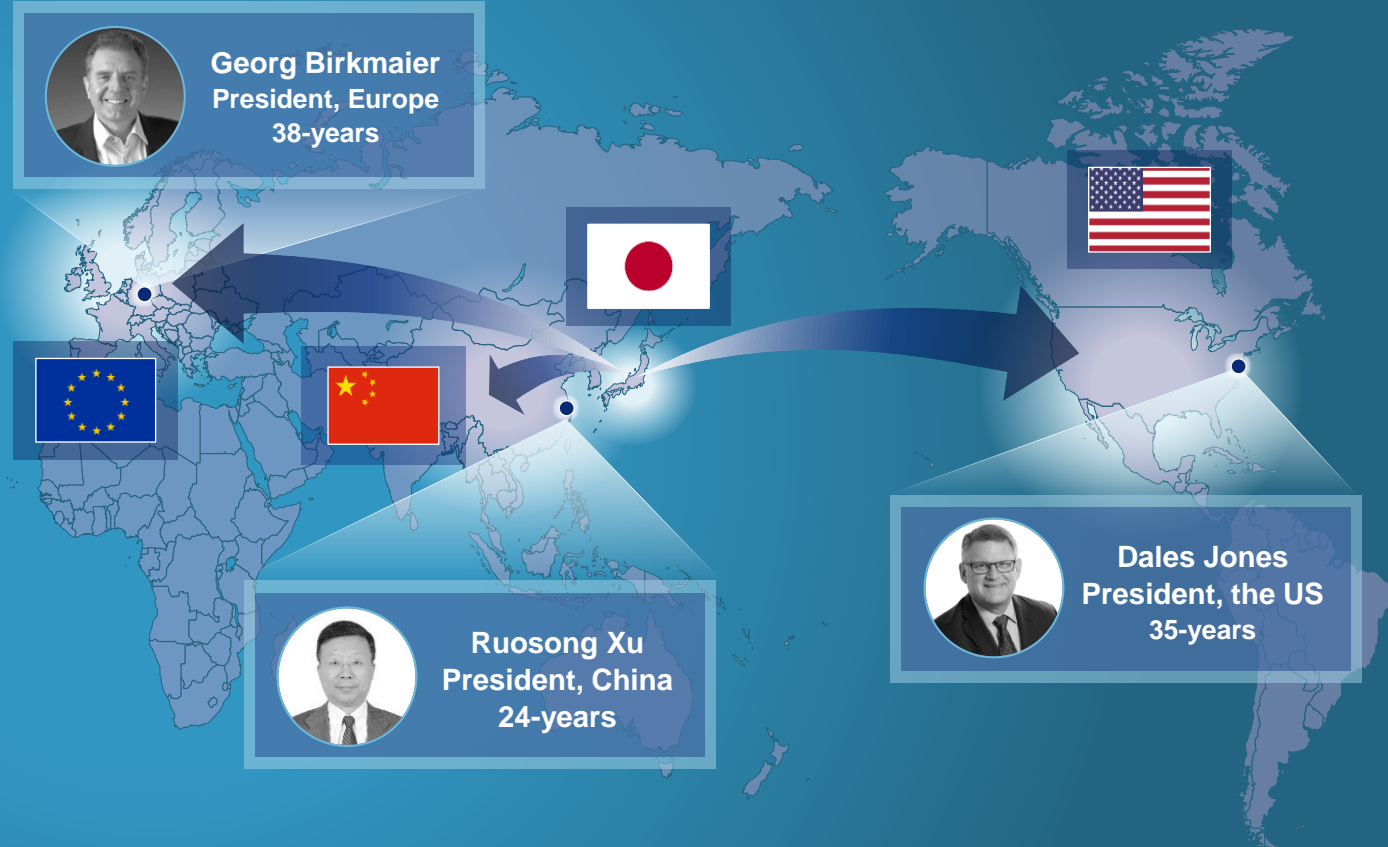 Georg Birkmaier
President, Europe
38-years
Ruosong Xu
President, China
24-years
Dales Jones
President, the US
35-years